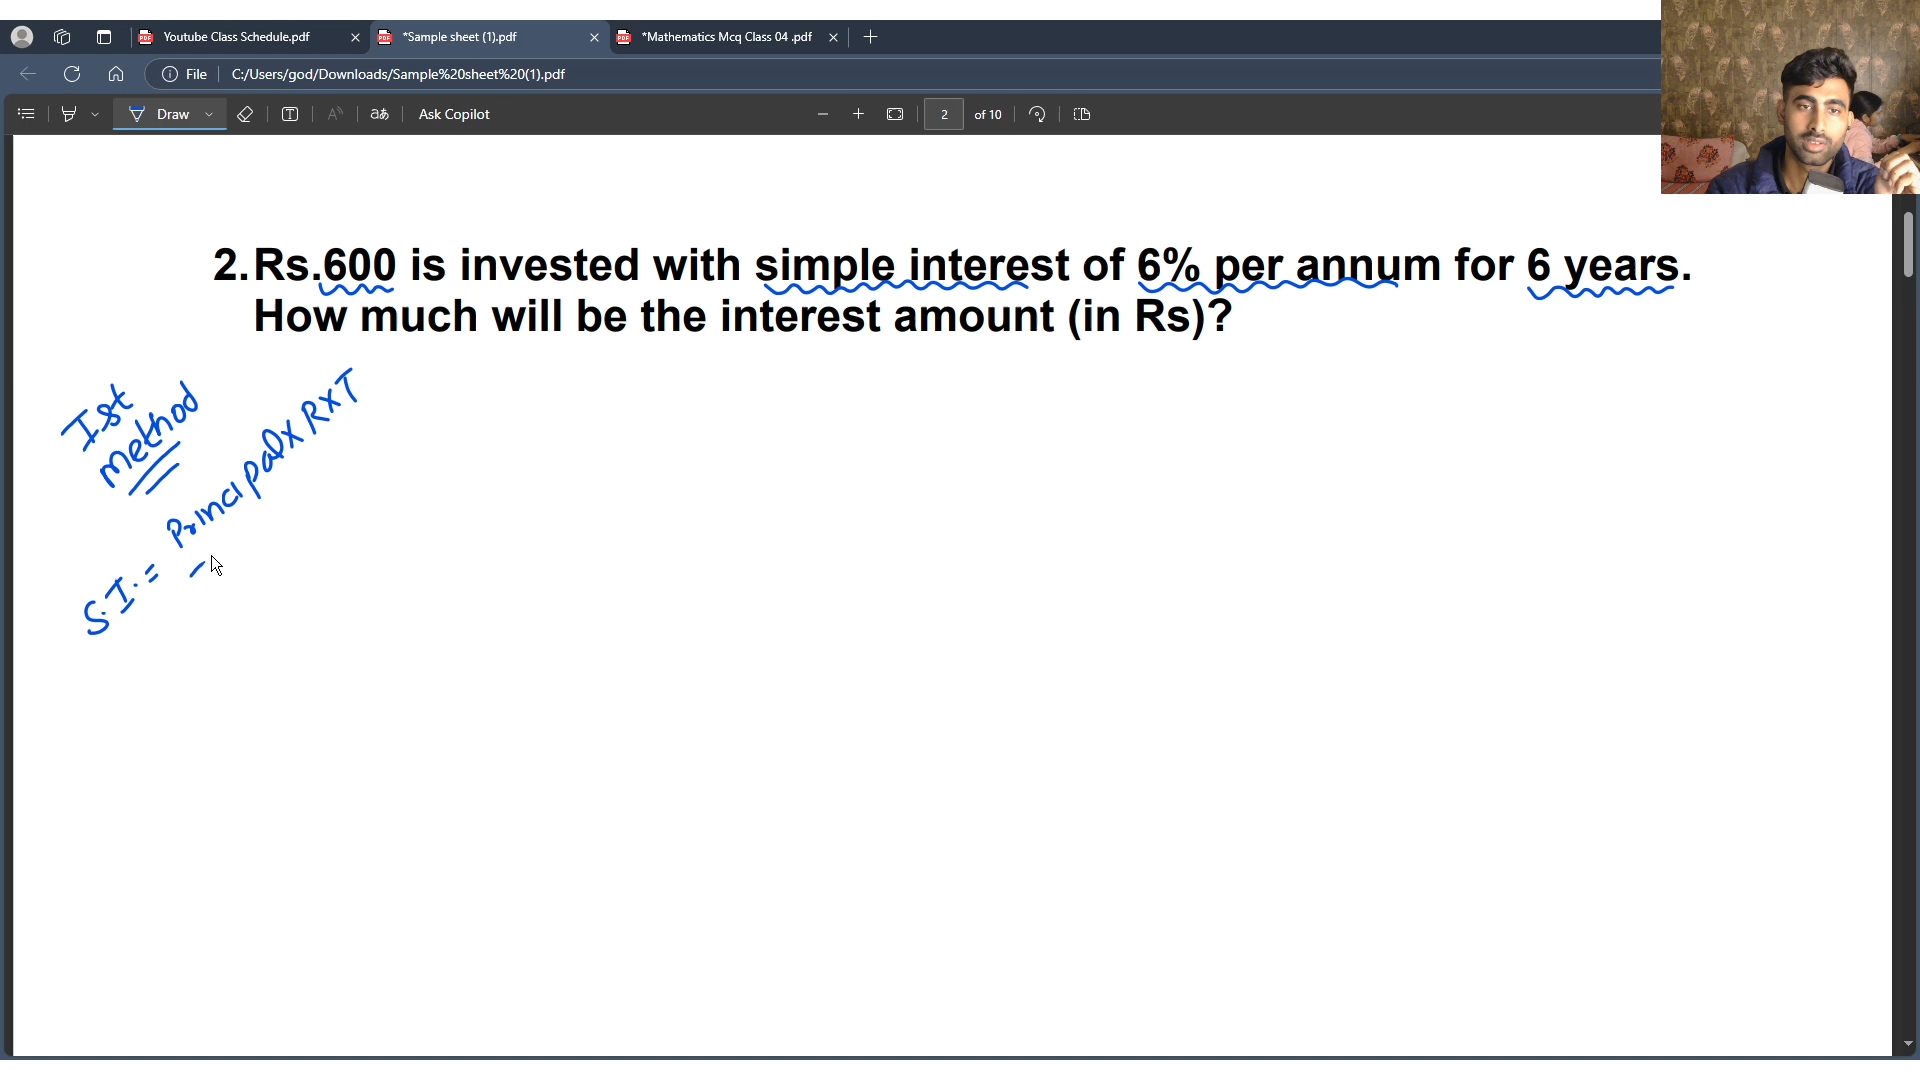 Youtube Class Schedule.pdf
*Sample sheet (1).pdf
*Mathematics Mcq Class 04 .pdf
File
C:/Users/god/Downloads/Sample%20sheet%20(1).pdf
Draw
aあ
Ask Copilot
2
of 10
2. Rs.600 is invested with simple interest of 6% per annum for 6 years.
How much will be the interest amount (in Rs)?
Ist
method
S.I. = Principal x R x T